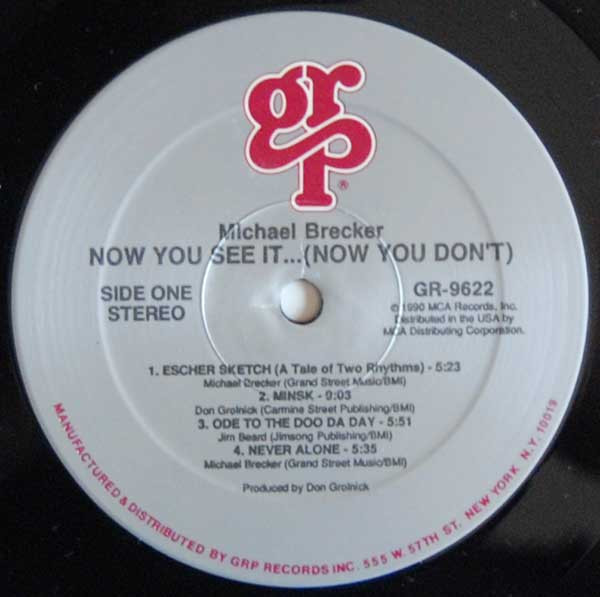 grp®
Michael Brecker
NOW YOU SEE IT...(NOW YOU DON'T)
SIDE ONE
STEREO
GR-9622
©1990 MCA Records, Inc.
Distributed in the USA by
MCA Distributing Corporation.
1. ESCHER SKETCH (A Tale of Two Rhythms) - 5:23
Michael Brecker (Grand Street Music/BMI)
2. MINSK - 9:03
Don Grolnick (Carmine Street Publishing/BMI)
3. ODE TO THE DOO DA DAY - 5:51
Jim Beard (Jimsong Publishing/BMI)
4. NEVER ALONE - 5:35
Michael Brecker (Grand Street Music/BMI)
Produced by Don Grolnick
MANUFACTURED & DISTRIBUTED BY GRP RECORDS INC. 555 W. 57TH ST. NEW YORK N.Y. 10019